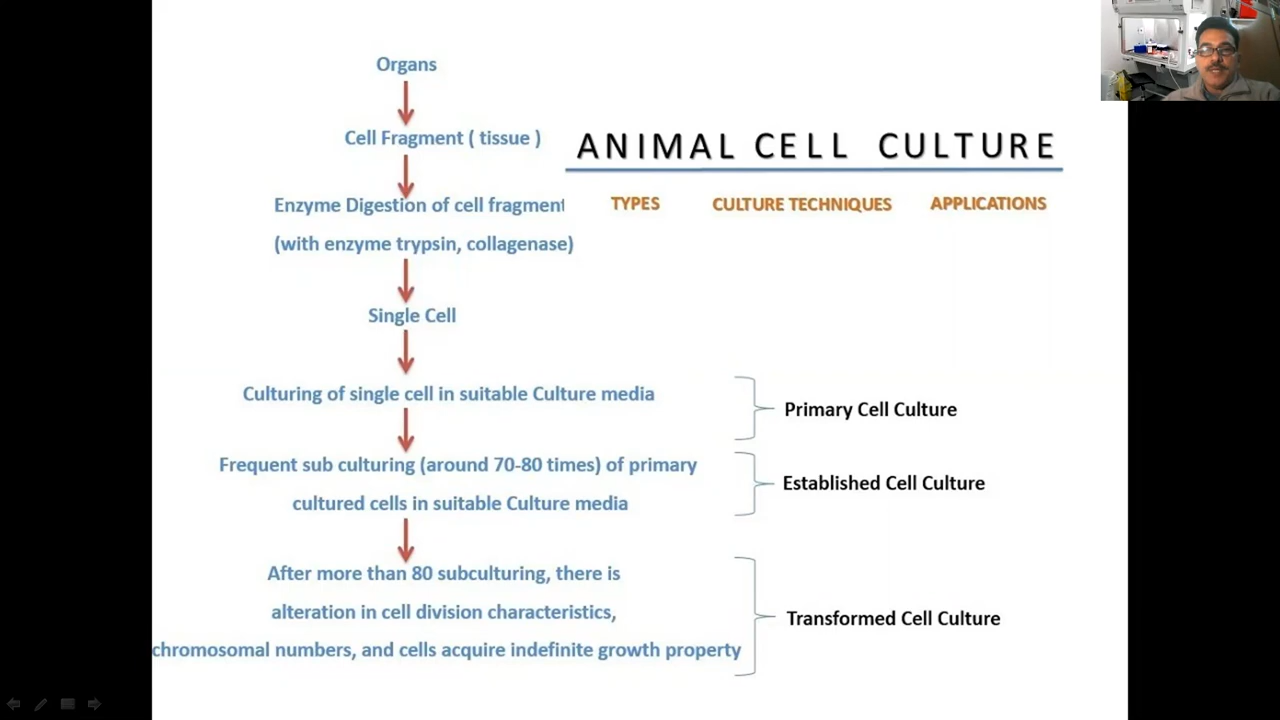 Organs
Cell Fragment ( tissue )
Enzyme Digestion of cell fragment
(with enzyme trypsin, collagenase)
Single Cell
Culturing of single cell in suitable Culture media
Frequent sub culturing (around 70-80 times) of primary
cultured cells in suitable Culture media
After more than 80 subculturing, there is
alteration in cell division characteristics,
chromosomal numbers, and cells acquire indefinite growth property
ANIMAL CELL CULTURE
TYPES
CULTURE TECHNIQUES
APPLICATIONS
Primary Cell Culture
Established Cell Culture
Transformed Cell Culture